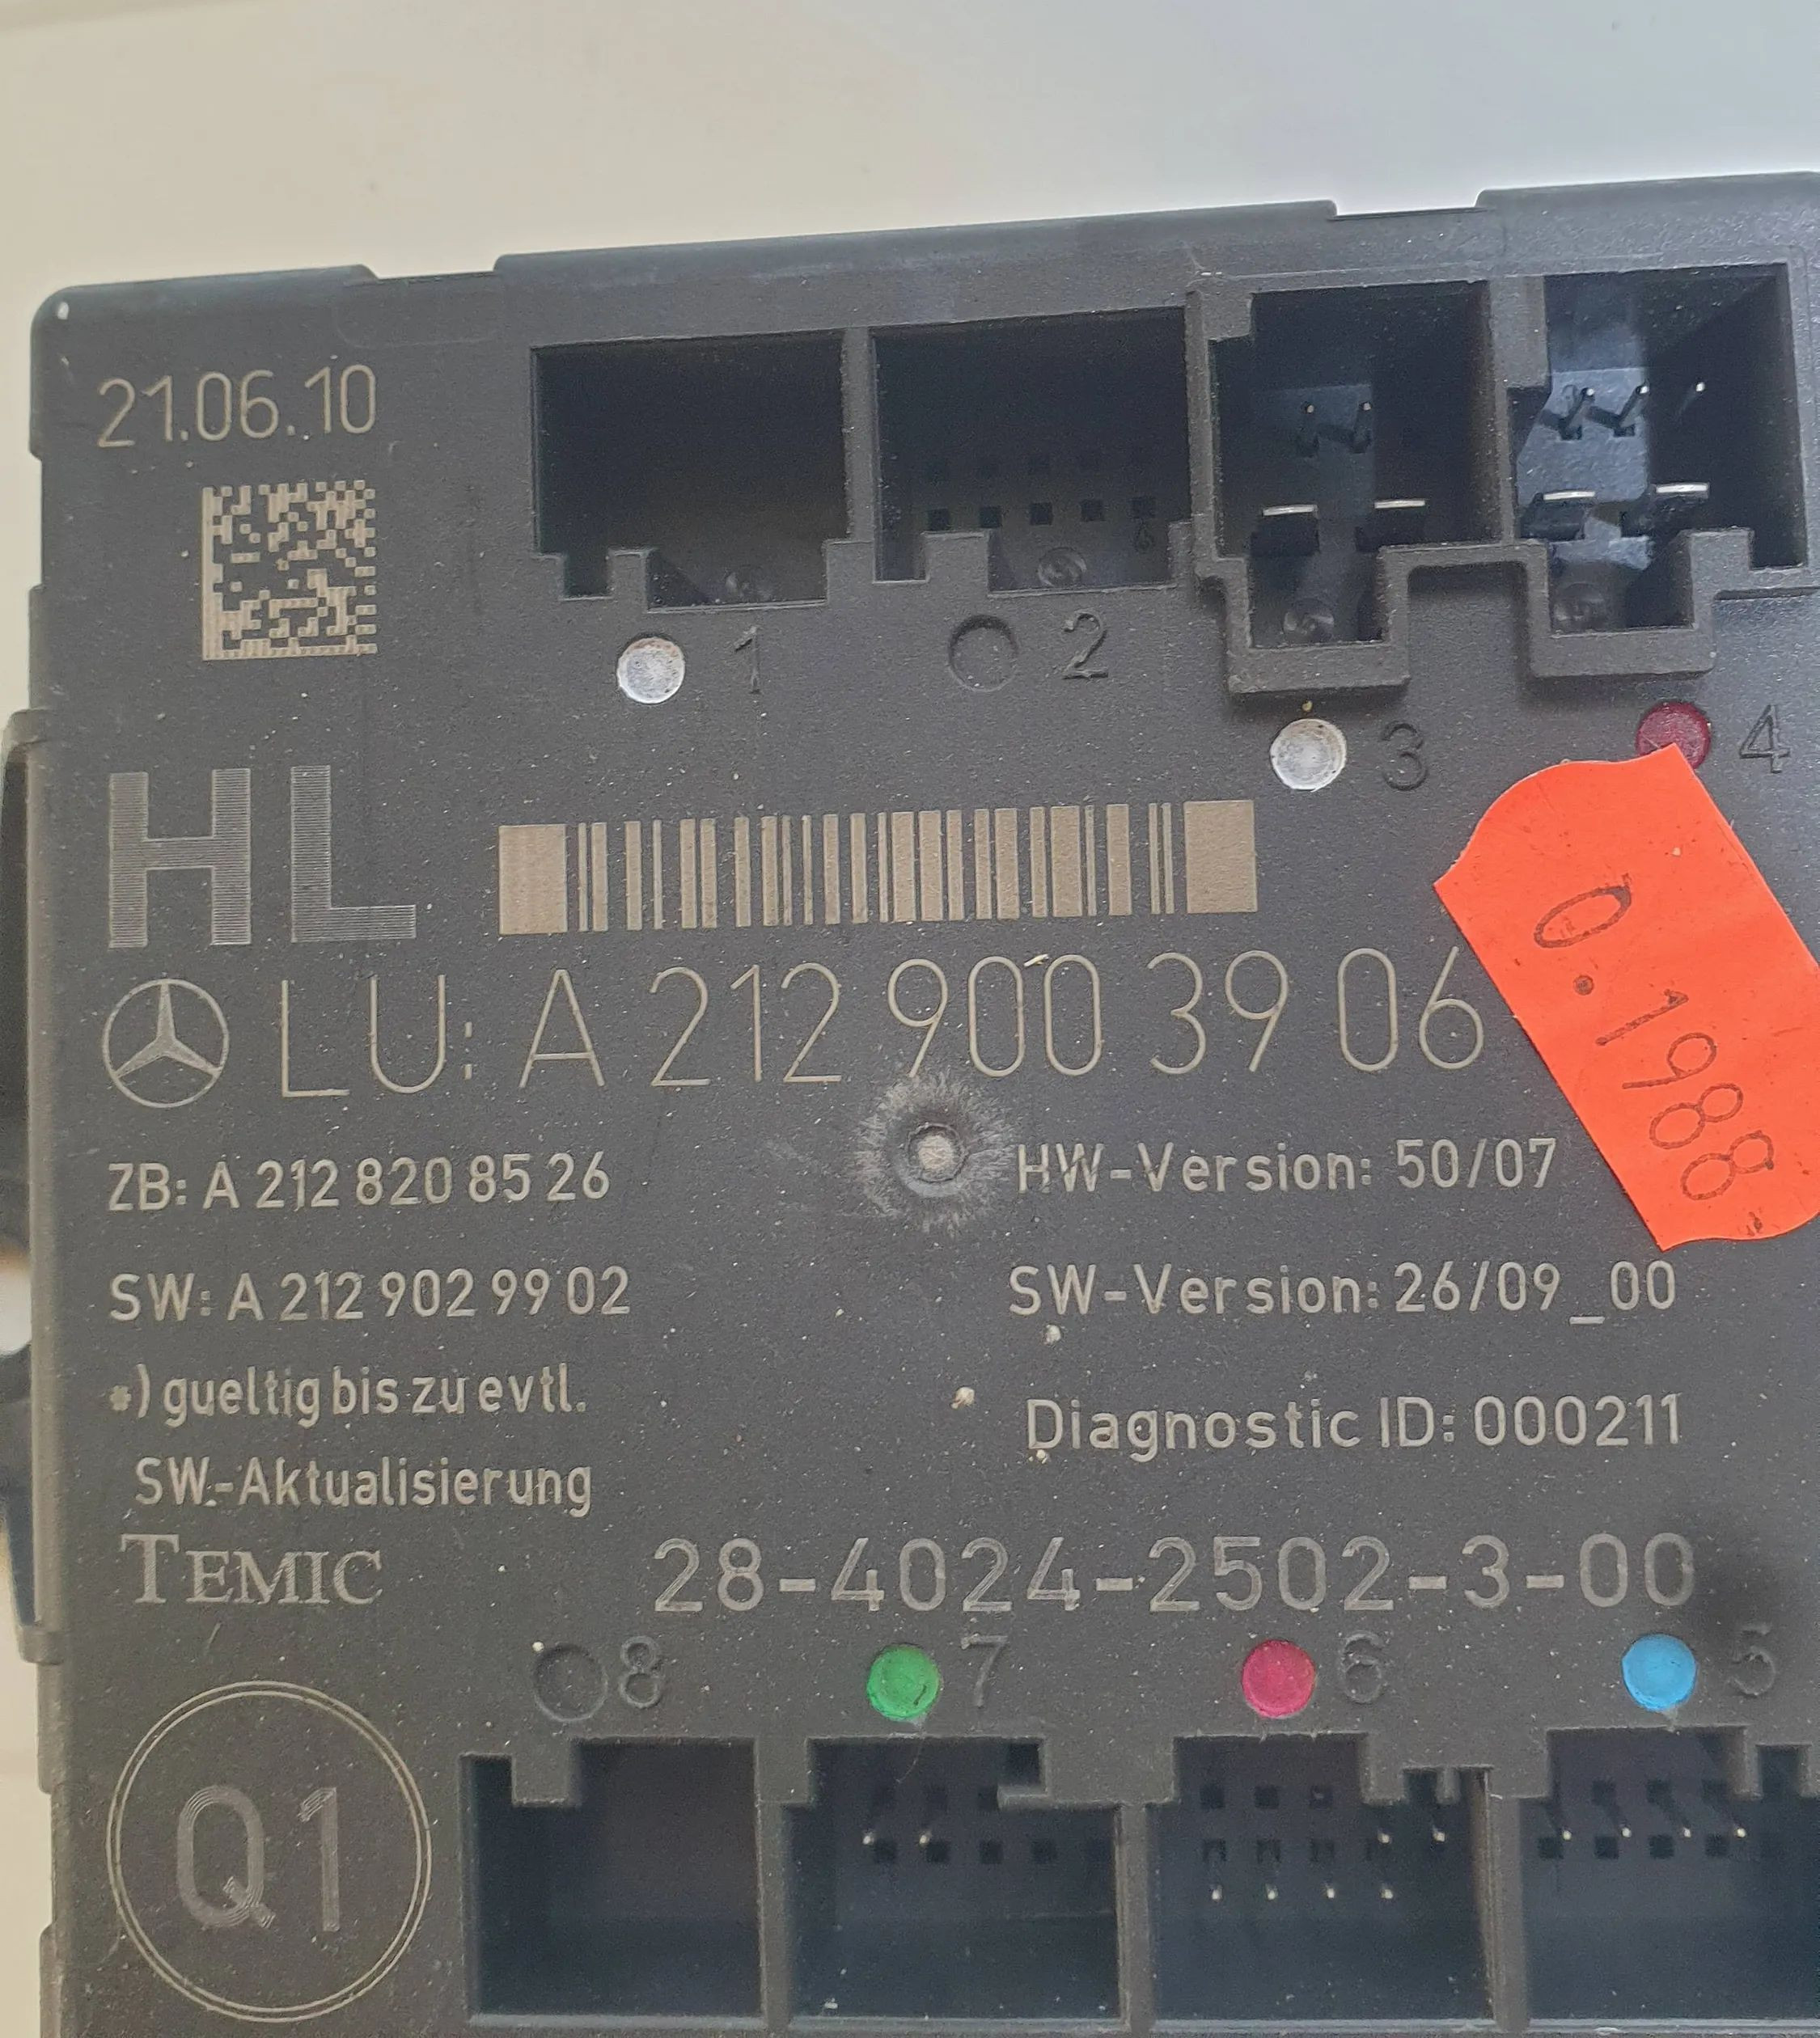 21.06.10
1
2
3
4
HL
LU: A 212 900 39 06
0.1988
ZB: A 212 820 85 26
HW-Version: 50/07
SW: A 212 902 99 02
SW-Version: 26/09_00
*) gueltig bis zu evtl.
Diagnostic ID: 000211
SW.-Aktualisierung
TEMIC
28-4024-2502-3-00
8
7
6
5
Q1